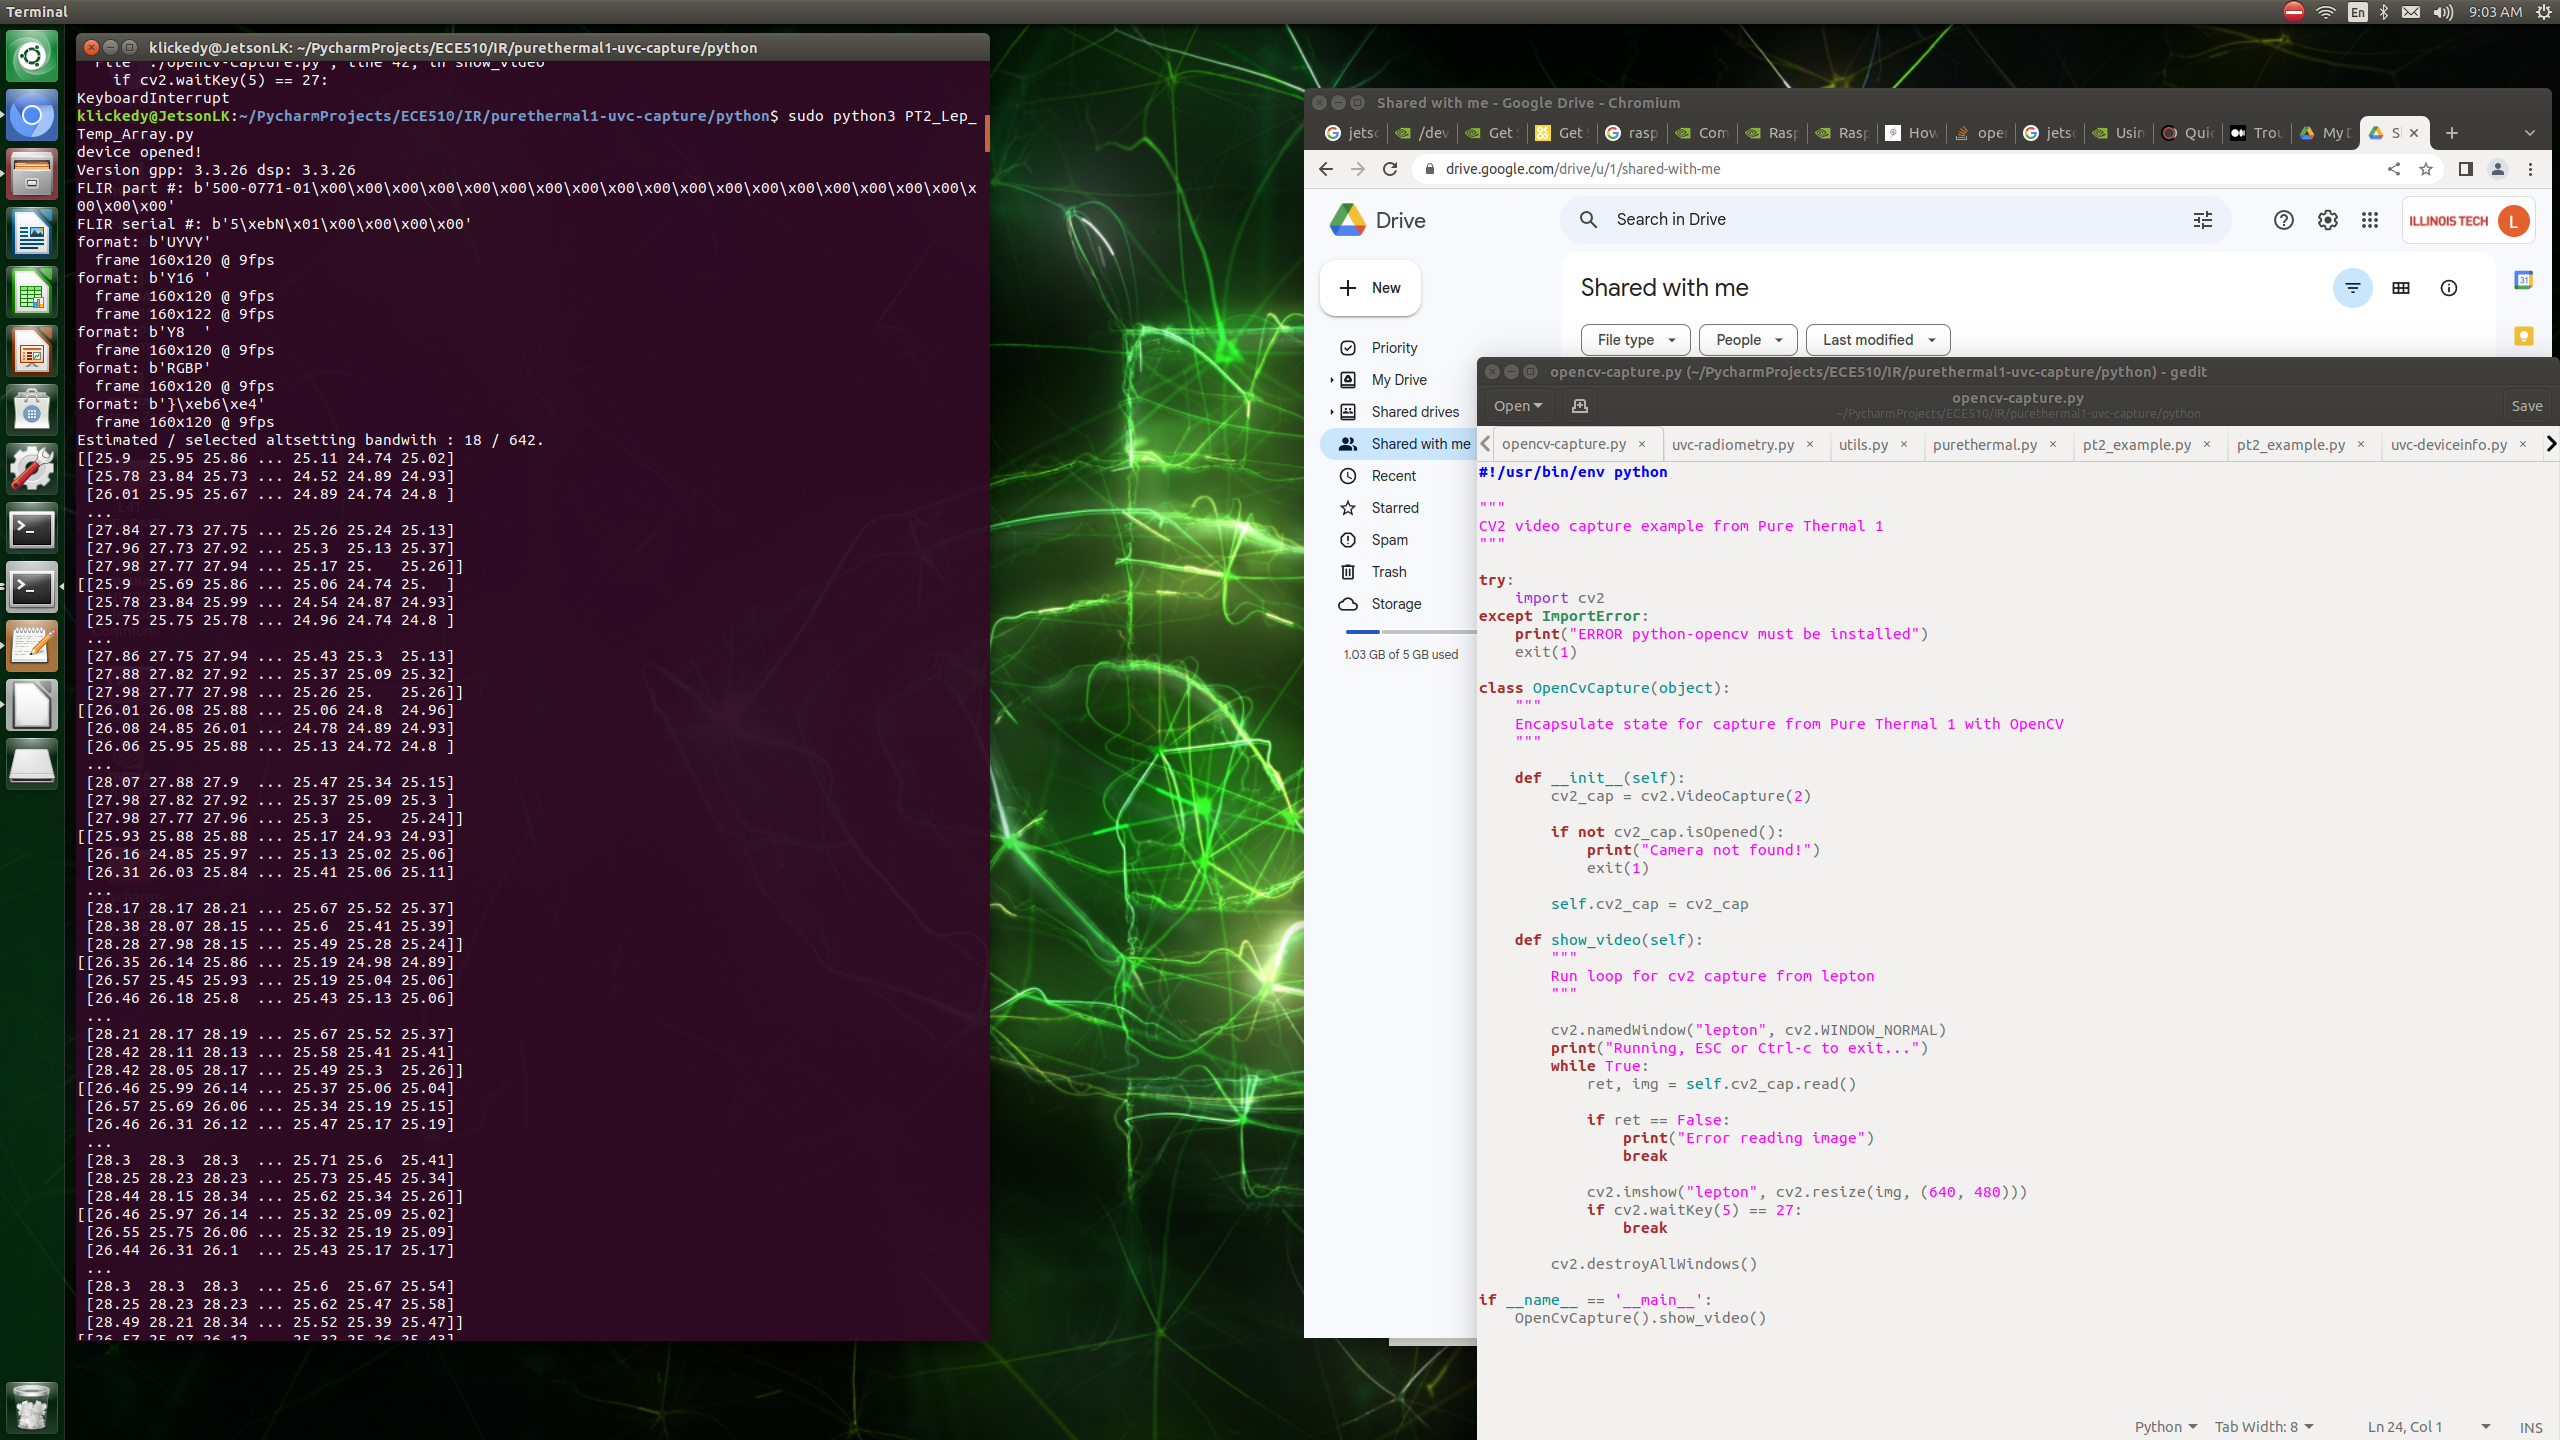 Terminal
En
9:03 AM
klickedy@JetsonLK: ~/PycharmProjects/ECE510/IR/purethermal1-uvc-capture/python
File "./opencv-capture.py", line 42, in show_video
if cv2.waitKey(5) == 27:
KeyboardInterrupt
klickedy@JetsonLK:~/PycharmProjects/ECE510/IR/purethermal1-uvc-capture/python$ sudo python3 PT2_Lep_
Temp_Array.py
device opened!
Version gpp: 3.3.26 dsp: 3.3.26
FLIR part #: b'500-0771-01\x00\x00\x00\x00\x00\x00\x00\x00\x00\x00\x00\x00\x00\x00\x00\x00\x00\x00\x
00\x00\x00'
FLIR serial #: b'5\xebN\x01\x00\x00\x00\x00'
format: b'UYVY'
frame 160x120 @ 9fps
format: b'Y16 '
frame 160x120 @ 9fps
frame 160x122 @ 9fps
format: b'Y8  '
frame 160x120 @ 9fps
format: b'RGBP'
frame 160x120 @ 9fps
format: b'}\xeb6\xe4'
frame 160x120 @ 9fps
Estimated / selected altsetting bandwith : 18 / 642.
[[25.9  25.95 25.86 ... 25.11 24.74 25.02]
[25.78 23.84 25.73 ... 24.52 24.89 24.93]
[26.01 25.95 25.67 ... 24.89 24.74 24.8 ]
...
[27.84 27.73 27.75 ... 25.26 25.24 25.13]
[27.96 27.73 27.92 ... 25.3  25.13 25.37]
[27.98 27.77 27.94 ... 25.17 25.   25.26]]
[[25.9  25.69 25.86 ... 25.06 24.74 25.  ]
[25.78 23.84 25.99 ... 24.54 24.87 24.93]
[25.75 25.75 25.78 ... 24.96 24.74 24.8 ]
...
[27.86 27.75 27.94 ... 25.43 25.3  25.13]
[27.88 27.82 27.92 ... 25.37 25.09 25.32]
[27.98 27.77 27.98 ... 25.26 25.   25.26]]
[[26.01 26.08 25.88 ... 25.06 24.8  24.96]
[26.08 24.85 26.01 ... 24.78 24.89 24.93]
[26.06 25.95 25.88 ... 25.13 24.72 24.8 ]
...
[28.07 27.88 27.9  ... 25.47 25.34 25.15]
[27.98 27.82 27.92 ... 25.37 25.09 25.3 ]
[27.98 27.77 27.96 ... 25.3  25.   25.24]]
[[25.93 25.88 25.88 ... 25.17 24.93 24.93]
[26.16 24.85 25.97 ... 25.13 25.02 25.06]
[26.31 26.03 25.84 ... 25.41 25.06 25.11]
...
[28.17 28.17 28.21 ... 25.67 25.52 25.37]
[28.38 28.07 28.15 ... 25.6  25.41 25.39]
[28.28 27.98 28.15 ... 25.49 25.28 25.24]]
[[26.35 26.14 25.86 ... 25.19 24.98 24.89]
[26.57 25.45 25.93 ... 25.19 25.04 25.06]
[26.46 26.18 25.8  ... 25.43 25.13 25.06]
...
[28.21 28.17 28.19 ... 25.67 25.52 25.37]
[28.42 28.11 28.13 ... 25.58 25.41 25.41]
[28.42 28.05 28.17 ... 25.49 25.3  25.26]]
[[26.46 25.99 26.14 ... 25.37 25.06 25.04]
[26.57 25.69 26.06 ... 25.34 25.19 25.15]
[26.46 26.31 26.12 ... 25.47 25.17 25.19]
...
[28.3  28.3  28.3  ... 25.71 25.6  25.41]
[28.25 28.23 28.23 ... 25.73 25.45 25.34]
[28.44 28.15 28.34 ... 25.62 25.34 25.26]]
[[26.46 25.97 26.14 ... 25.32 25.09 25.02]
[26.55 25.75 26.06 ... 25.32 25.19 25.09]
[26.44 26.31 26.1  ... 25.43 25.17 25.17]
...
[28.3  28.3  28.3  ... 25.6  25.67 25.54]
[28.25 28.23 28.23 ... 25.62 25.47 25.58]
[28.49 28.21 28.34 ... 25.52 25.39 25.47]]
[[26.57 25.97 26.12 ... 25.32 25.26 25.43]
Shared with me - Google Drive - Chromium
jetso /dev Get Get rasp Com Rasp Rasp How ope jetso Usin Quic Trou My D S
drive.google.com/drive/u/1/shared-with-me
Drive
Search in Drive
ILLINOIS TECH L
New
Shared with me
31
File type People Last modified
Priority
My Drive
Shared drives
Shared with me
Recent
Starred
Spam
Trash
Storage
1.03 GB of 5 GB used
opencv-capture.py (~/PycharmProjects/ECE510/IR/purethermal1-uvc-capture/python) - gedit
Open
opencv-capture.py
~/PycharmProjects/ECE510/IR/purethermal1-uvc-capture/python
Save
opencv-capture.py uvc-radiometry.py utils.py purethermal.py pt2_example.py pt2_example.py uvc-deviceinfo.py
#!/usr/bin/env python
"""
CV2 video capture example from Pure Thermal 1
"""
try:
import cv2
except ImportError:
print("ERROR python-opencv must be installed")
exit(1)
class OpenCvCapture(object):
"""
Encapsulate state for capture from Pure Thermal 1 with OpenCV
"""
def __init__(self):
cv2_cap = cv2.VideoCapture(2)
if not cv2_cap.isOpened():
print("Camera not found!")
exit(1)
self.cv2_cap = cv2_cap
def show_video(self):
"""
Run loop for cv2 capture from lepton
"""
cv2.namedWindow("lepton", cv2.WINDOW_NORMAL)
print("Running, ESC or Ctrl-c to exit...")
while True:
ret, img = self.cv2_cap.read()
if ret == False:
print("Error reading image")
break
cv2.imshow("lepton", cv2.resize(img, (640, 480)))
if cv2.waitKey(5) == 27:
break
cv2.destroyAllWindows()
if __name__ == '__main__':
OpenCvCapture().show_video()
Python Tab Width: 8 Ln 24, Col 1 INS